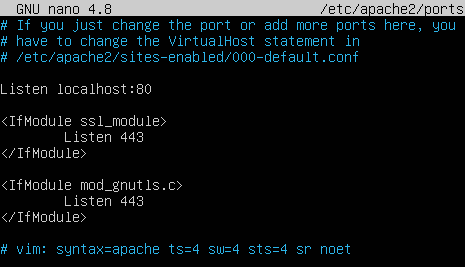 GNU nano 4.8 /etc/apache2/ports
# If you just change the port or add more ports here, you
# have to change the VirtualHost statement in
# /etc/apache2/sites-enabled/000-default.conf
Listen localhost:80
<IfModule ssl_module>
Listen 443
</IfModule>
<IfModule mod_gnutls.c>
Listen 443
</IfModule>
# vim: syntax=apache ts=4 sw=4 sts=4 sr noet